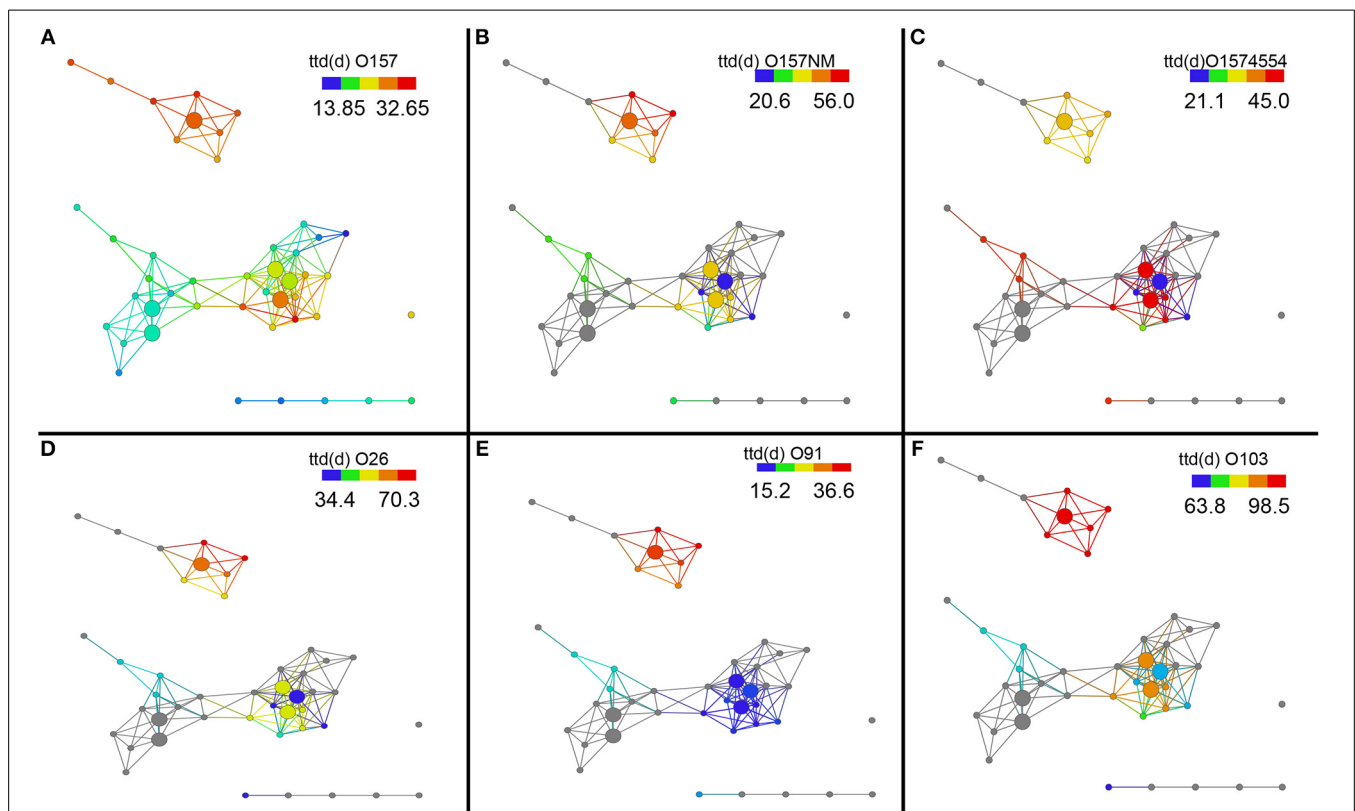 A
ttd(d) O157
13.85 32.65
B
ttd(d) O157NM
20.6 56.0
C
ttd(d)O1574554
21.1 45.0
D
ttd(d) O26
34.4 70.3
E
ttd(d) O91
15.2 36.6
F
ttd(d) O103
63.8 98.5